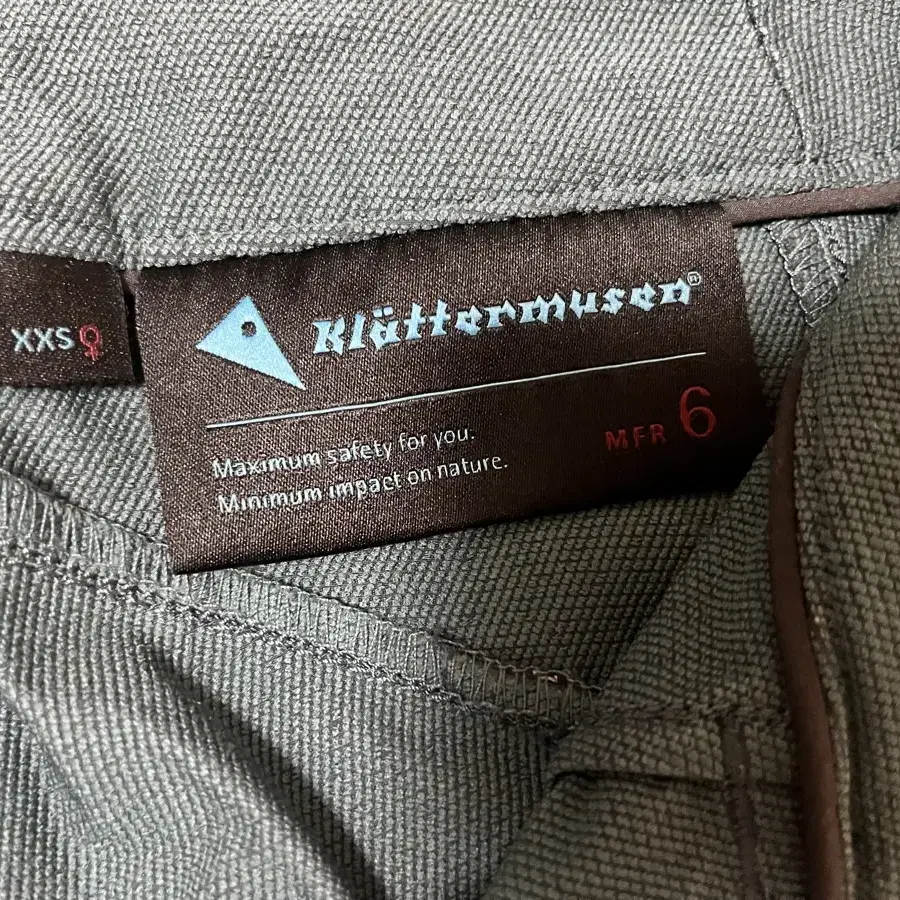 XXS
Klättermusen®
Maximum safety for you.
Minimum impact on nature.
MFR 6